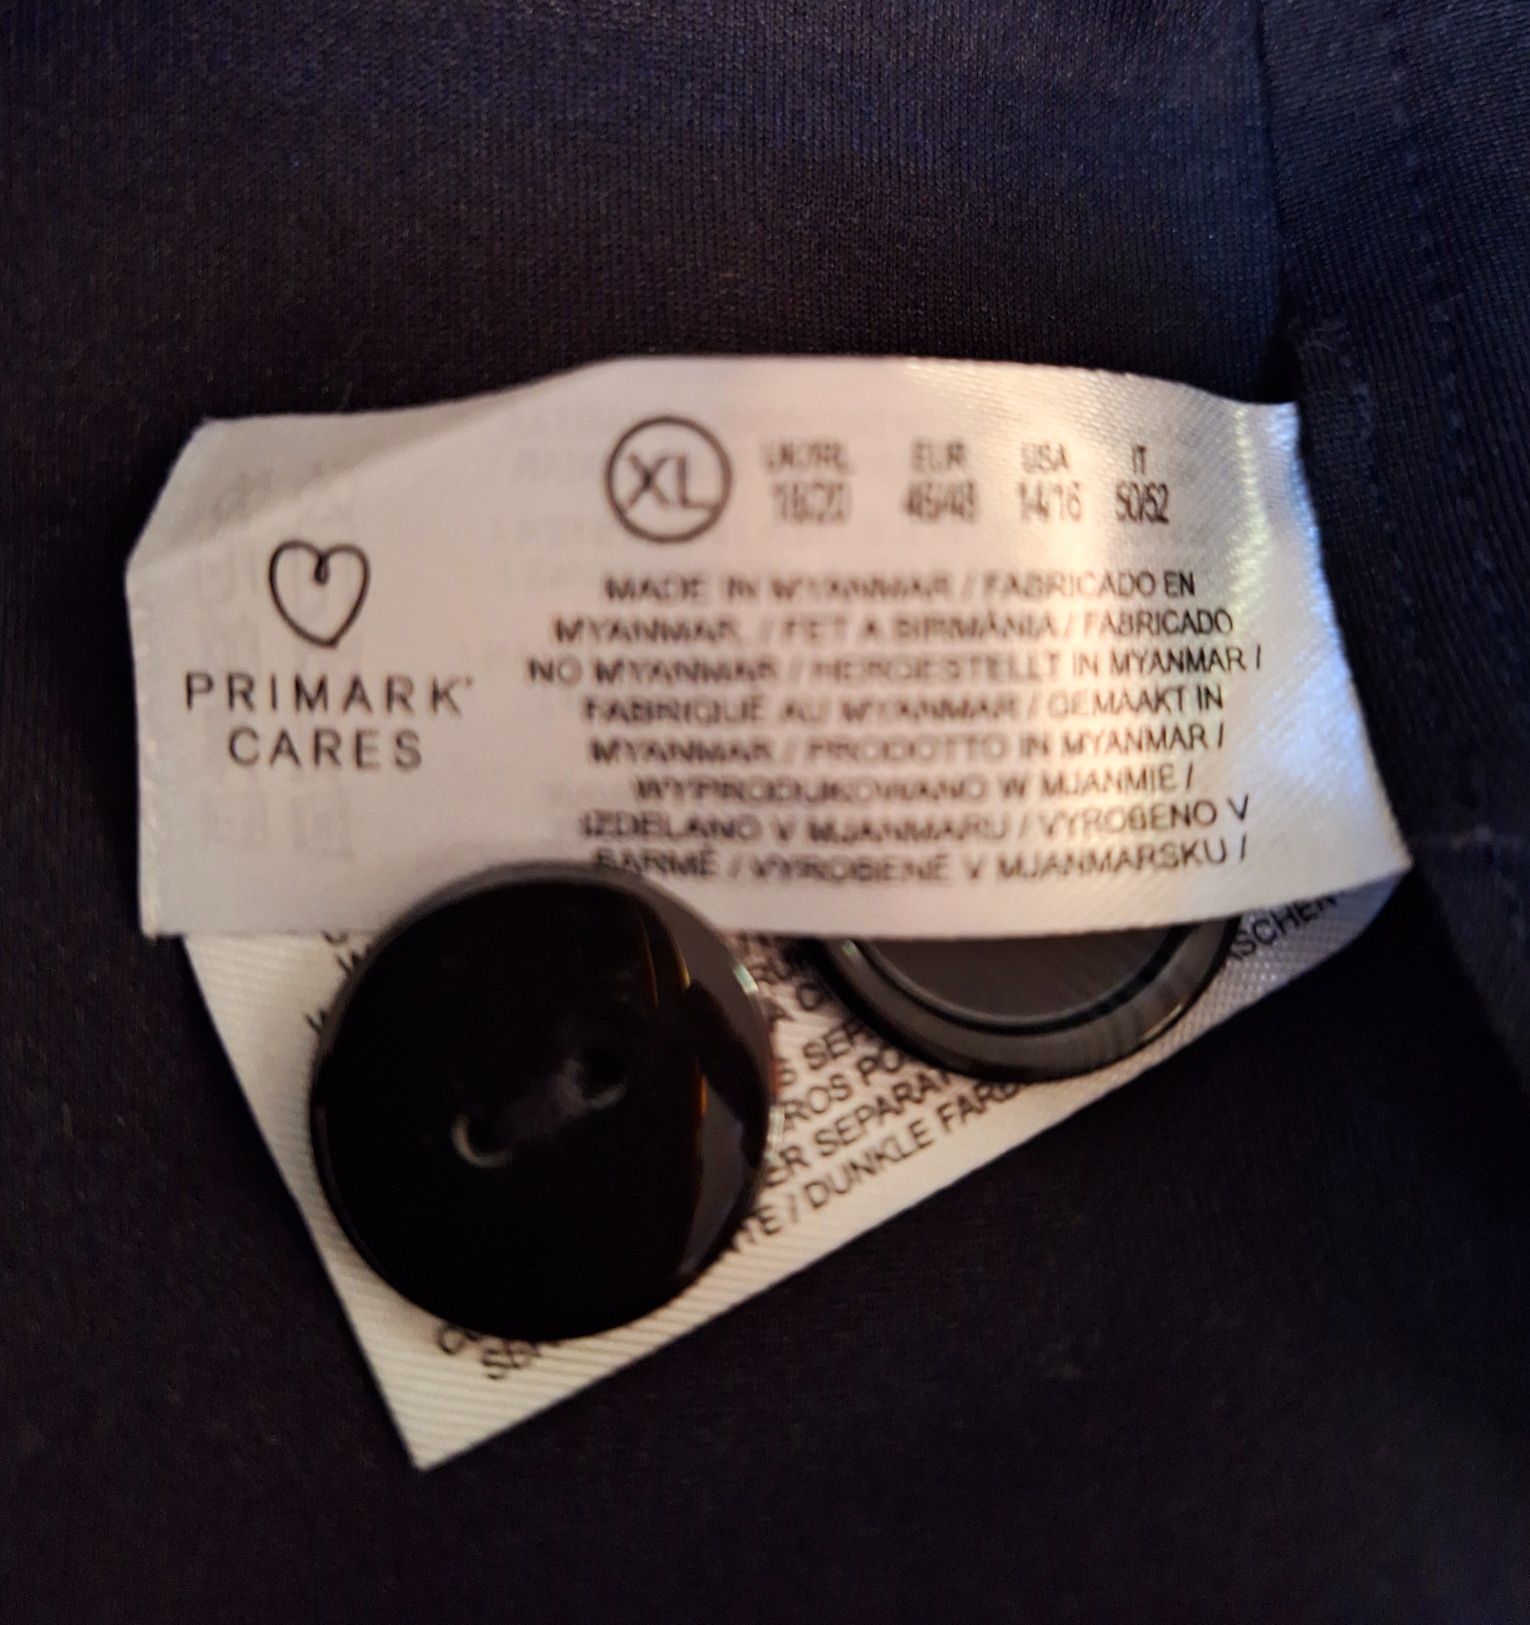 XL
UK/IRL EUR USA IT
18/20 46/48 14/16 50/52
PRIMARK
CARES
MADE IN MYANMAR / FABRICADO EN
MYANMAR. / FET A BIRMÀNIA / FABRICADO
NO MYANMAR / HERGESTELLT IN MYANMAR /
FABRIQUÉ AU MYANMAR / GEMAAKT IN
MYANMAR / PRODOTTO IN MYANMAR /
WYPRODUKOWANO W MJANMIE /
IZDELANO V MJANMARU / VYROBENO V
BARMĚ / VYROBENÉ V MJANMARSKU /
SEPARAT
/ DUNKLE